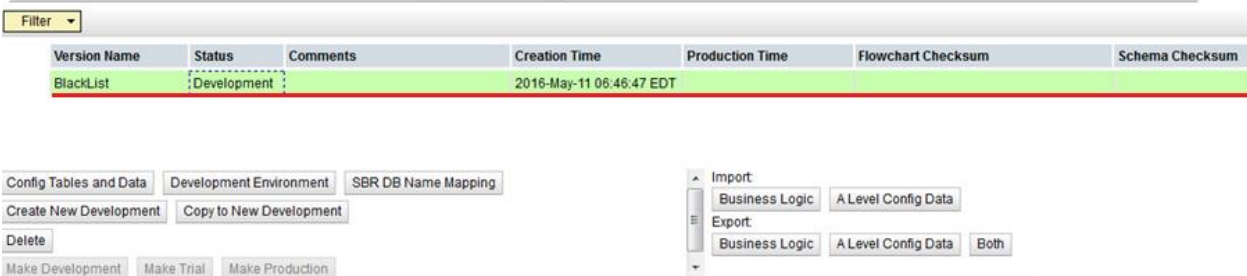 Filter
Version Name Status Comments Creation Time Production Time Flowchart Checksum Schema Checksum
BlackList Development 2016-May-11 06:46:47 EDT
Config Tables and Data Development Environment SBR DB Name Mapping
Create New Development Copy to New Development
Delete
Make Development Make Trial Make Production
Import:
Business Logic A Level Config Data
Export:
Business Logic A Level Config Data Both